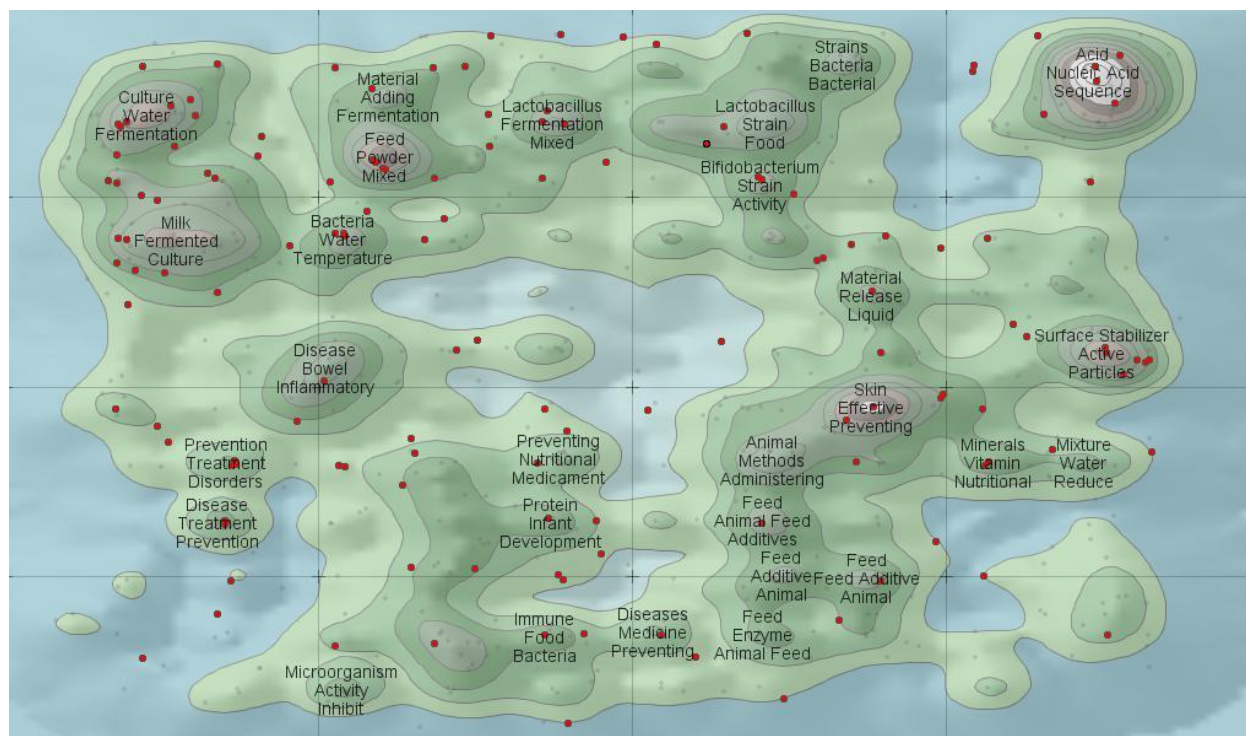 Strains
Bacteria
Bacterial
Acid
Nucleic Acid
Sequence
Material
Adding
Fermentation
Culture
Water
Fermentation
Lactobacillus
Fermentation
Mixed
Lactobacillus
Strain
Food
Feed
Powder
Mixed
Bifidobacterium
Strain
Activity
Milk
Fermented
Culture
Bacteria
Water
Temperature
Material
Release
Liquid
Surface Stabilizer
Active
Particles
Disease
Bowel
Inflammatory
Skin
Effective
Preventing
Prevention
Treatment
Disorders
Preventing
Nutritional
Medicament
Animal
Methods
Administering
Minerals
Vitamin
Nutritional
Mixture
Water
Reduce
Disease
Treatment
Prevention
Protein
Infant
Development
Feed
Animal Feed
Additives
Feed
Additive
Animal
Feed
Feed Additive
Animal
Immune
Food
Bacteria
Diseases
Medicine
Preventing
Feed
Enzyme
Animal Feed
Microorganism
Activity
Inhibit